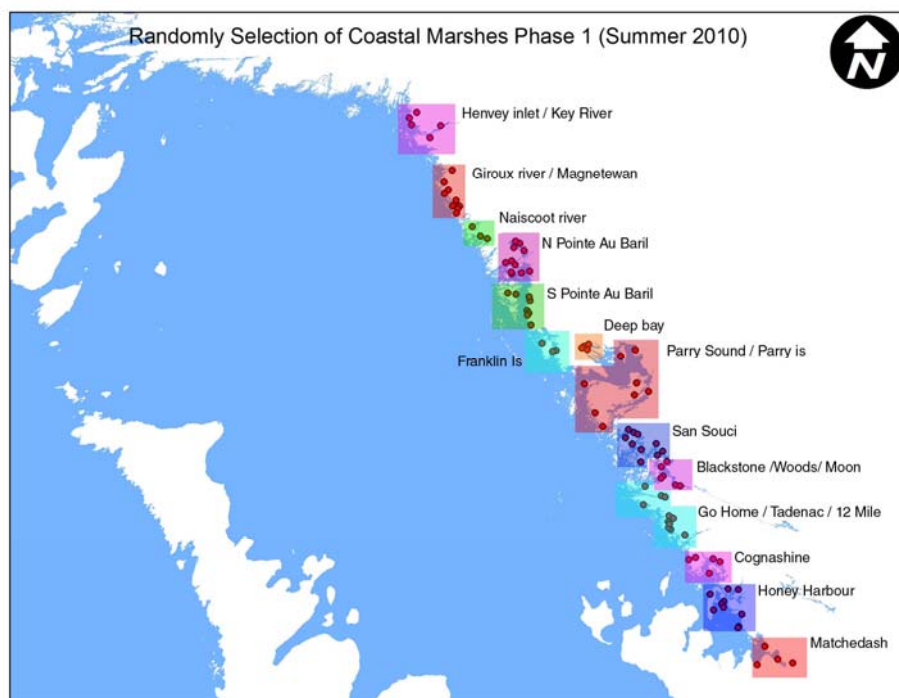 Randomly Selection of Coastal Marshes Phase 1 (Summer 2010)
N
Henvey inlet / Key River
Giroux river / Magnetewan
Naiscoot river
N Pointe Au Baril
S Pointe Au Baril
Deep bay
Franklin Is
Parry Sound / Parry is
San Souci
Blackstone /Woods/ Moon
Go Home / Tadenac / 12 Mile
Cognashine
Honey Harbour
Matchedash